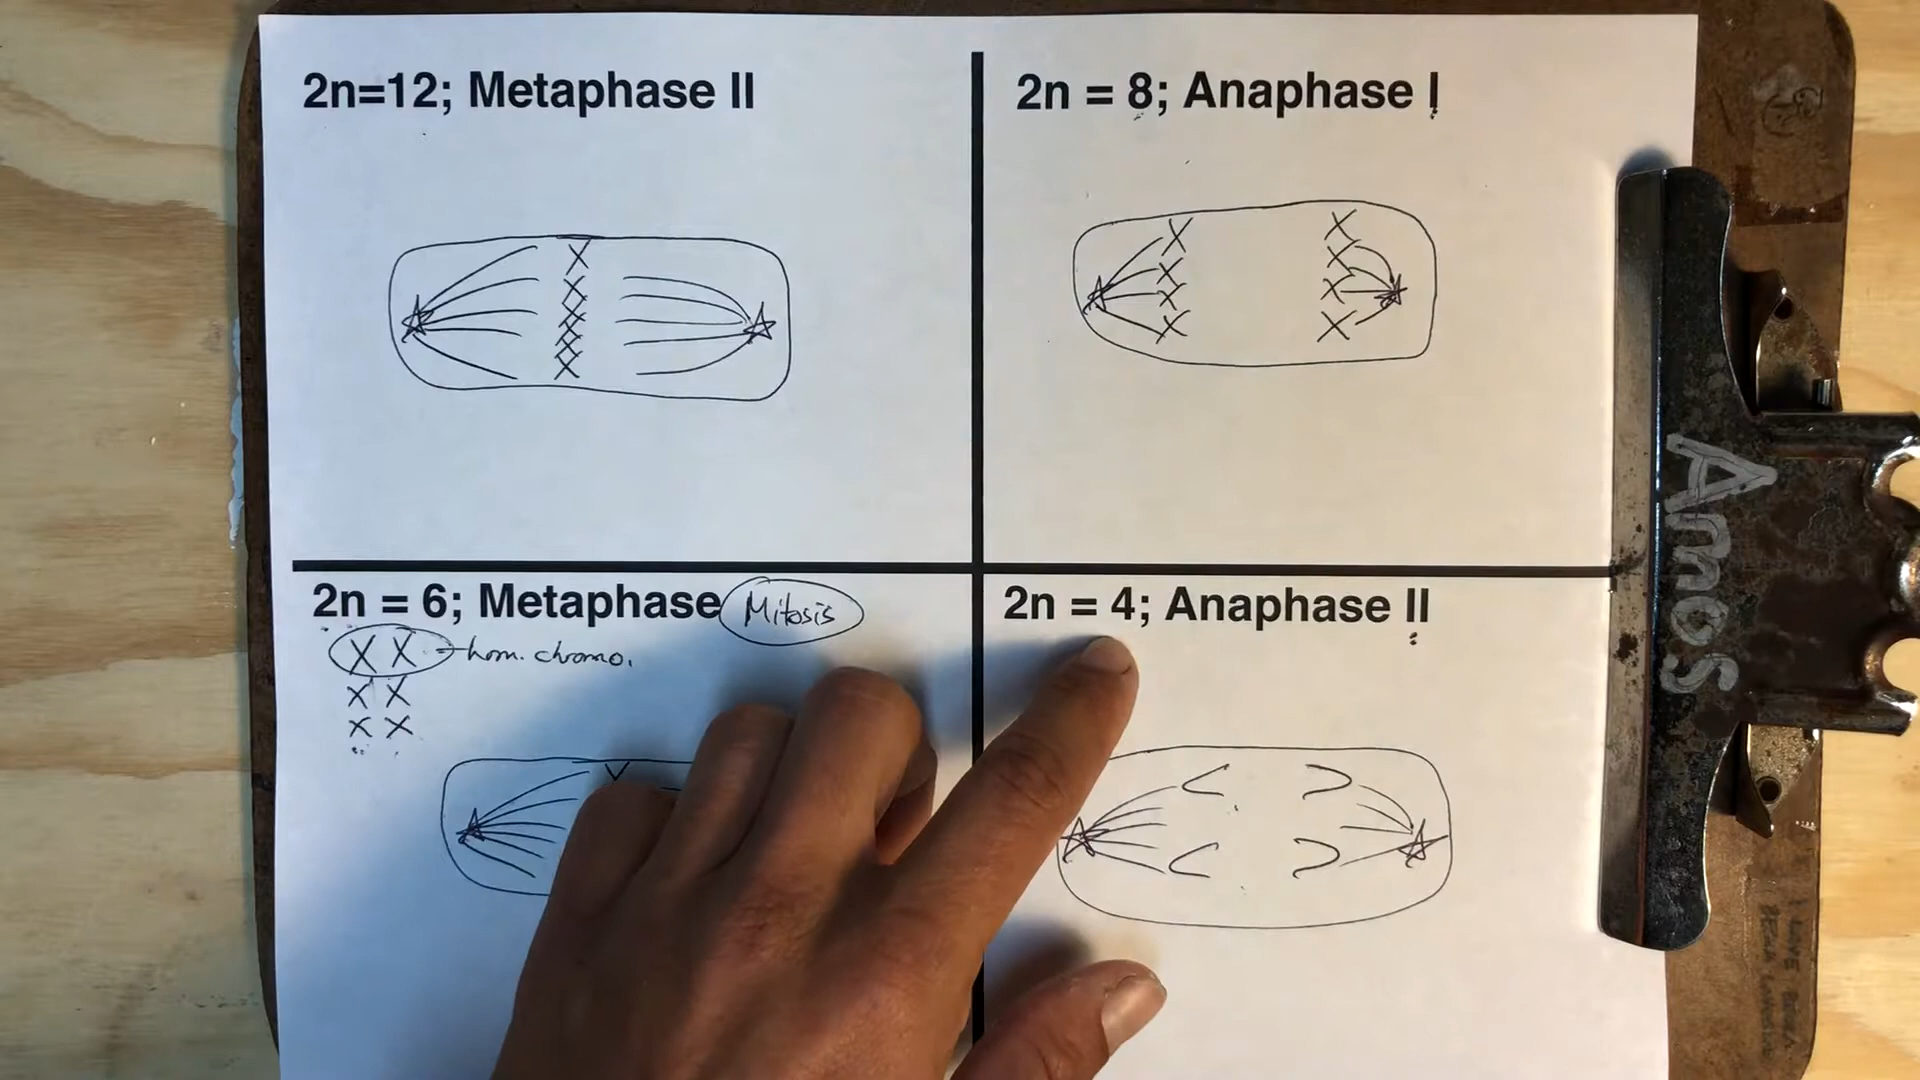 2n=12; Metaphase II
2n = 8; Anaphase I
2n = 6; Metaphase Mitosis
hom. chromo.
2n = 4; Anaphase II
Amos